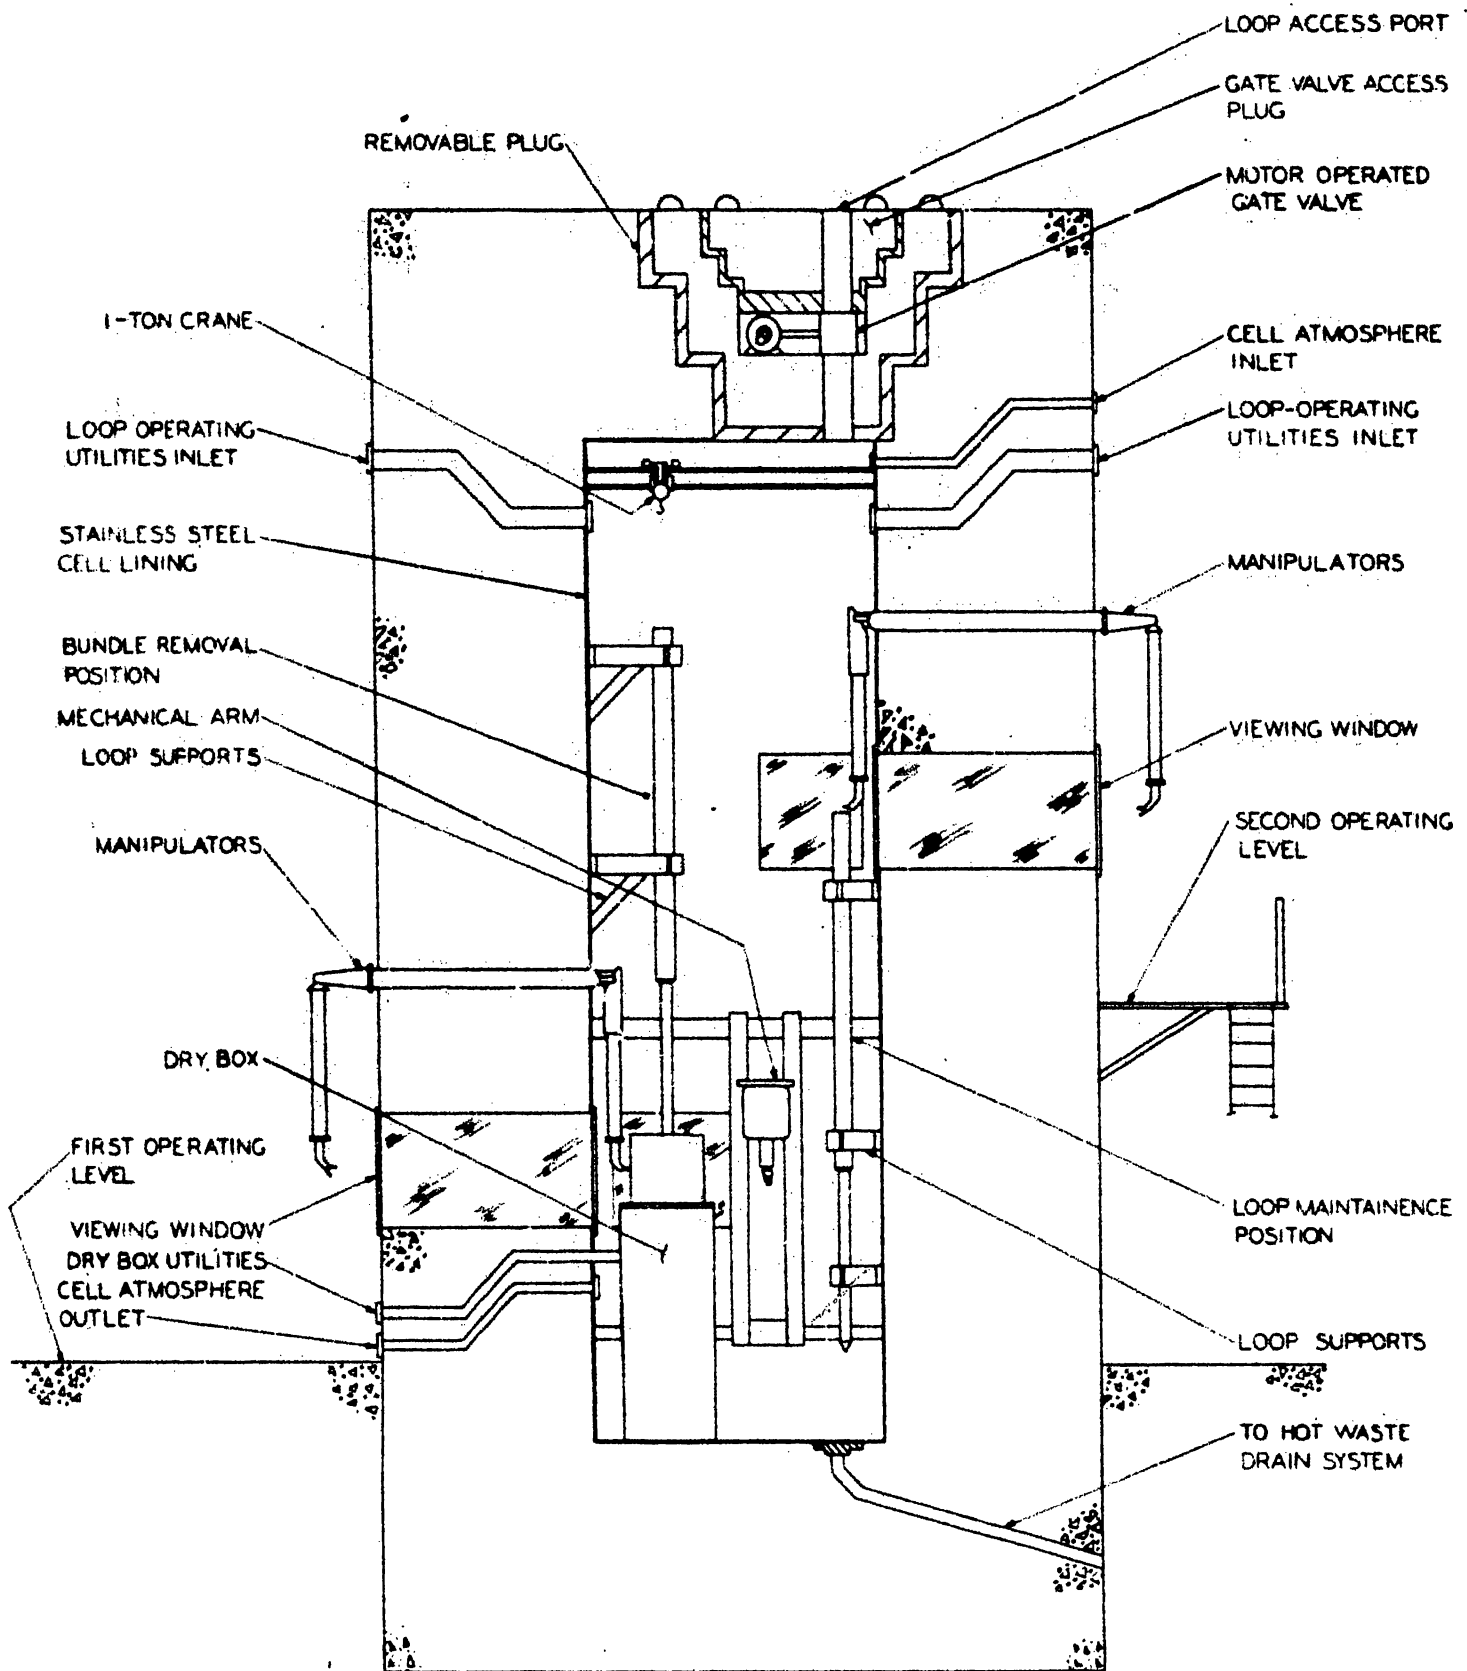 LOOP ACCESS PORT
GATE VALVE ACCESS
PLUG
REMOVABLE PLUG
MOTOR OPERATED
GATE VALVE
1-TON CRANE
CELL ATMOSPHERE
INLET
LOOP OPERATING
UTILITIES INLET
LOOP-OPERATING
UTILITIES INLET
STAINLESS STEEL
CELL LINING
MANIPULATORS
BUNDLE REMOVAL
POSITION
MECHANICAL ARM
LOOP SUPPORTS
VIEWING WINDOW
MANIPULATORS
SECOND OPERATING
LEVEL
DRY BOX
FIRST OPERATING
LEVEL
VIEWING WINDOW
DRY BOX UTILITIES
CELL ATMOSPHERE
OUTLET
LOOP MAINTAINENCE
POSITION
LOOP SUPPORTS
TO HOT WASTE
DRAIN SYSTEM